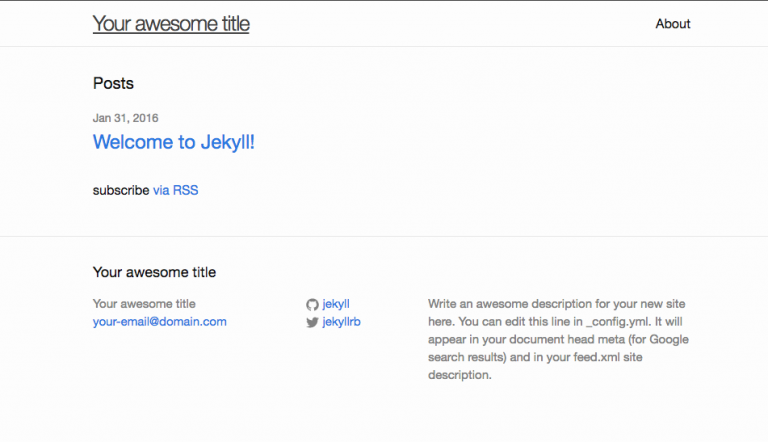 Your awesome title
About
Posts
Jan 31, 2016
Welcome to Jekyll!
subscribe via RSS
Your awesome title
Your awesome title
your-email@domain.com
jekyll
jekyllrb
Write an awesome description for your new site
here. You can edit this line in _config.yml. It will
appear in your document head meta (for Google
search results) and in your feed.xml site
description.